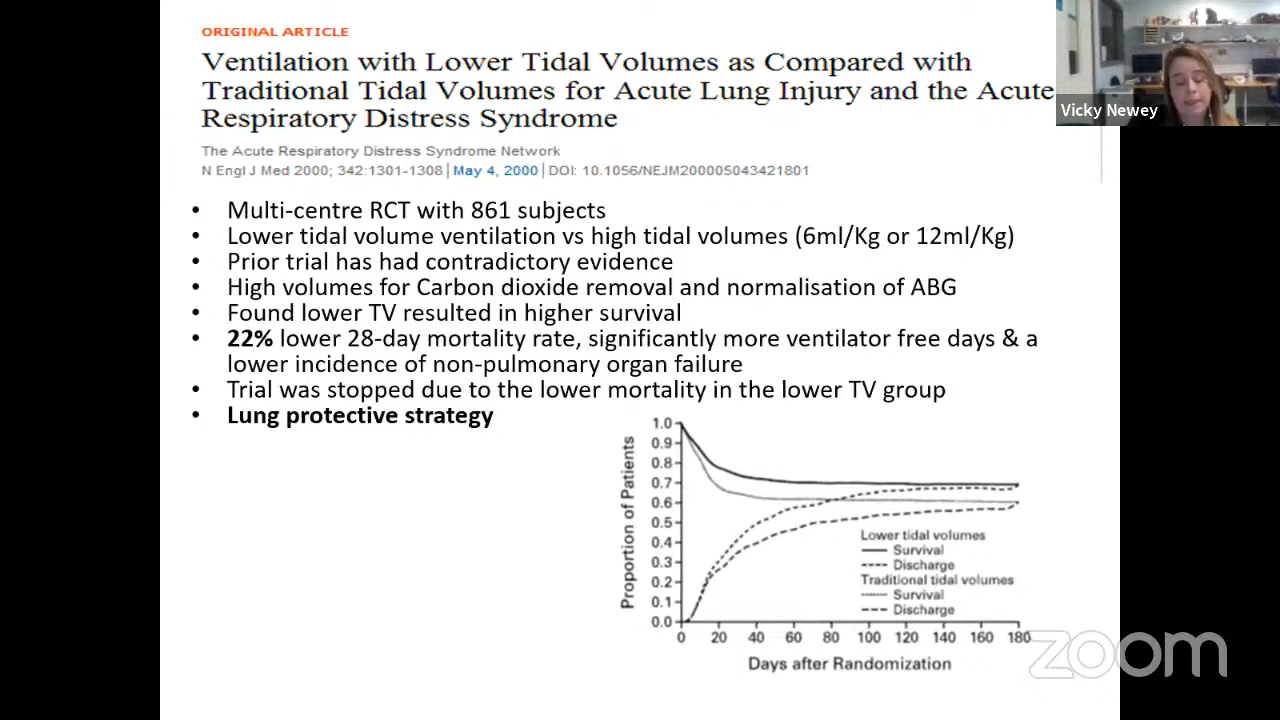 ORIGINAL ARTICLE
Ventilation with Lower Tidal Volumes as Compared with
Traditional Tidal Volumes for Acute Lung Injury and the Acute
Respiratory Distress Syndrome
The Acute Respiratory Distress Syndrome Network
N Engl J Med 2000; 342:1301-1308 | May 4, 2000 | DOI: 10.1056/NEJM200005043421801
Vicky Newey
• Multi-centre RCT with 861 subjects
• Lower tidal volume ventilation vs high tidal volumes (6ml/Kg or 12ml/Kg)
• Prior trial has had contradictory evidence
• High volumes for Carbon dioxide removal and normalisation of ABG
• Found lower TV resulted in higher survival
• 22% lower 28-day mortality rate, significantly more ventilator free days & a
lower incidence of non-pulmonary organ failure
• Trial was stopped due to the lower mortality in the lower TV group
• Lung protective strategy
Proportion of Patients
1.0
0.9
0.8
0.7
0.6
0.5
0.4
0.3
0.2
0.1
0.0
Lower tidal volumes
Survival
Discharge
Traditional tidal volumes
Survival
Discharge
0 20 40 60 80 100 120 140 160 180
Days after Randomization
zoom